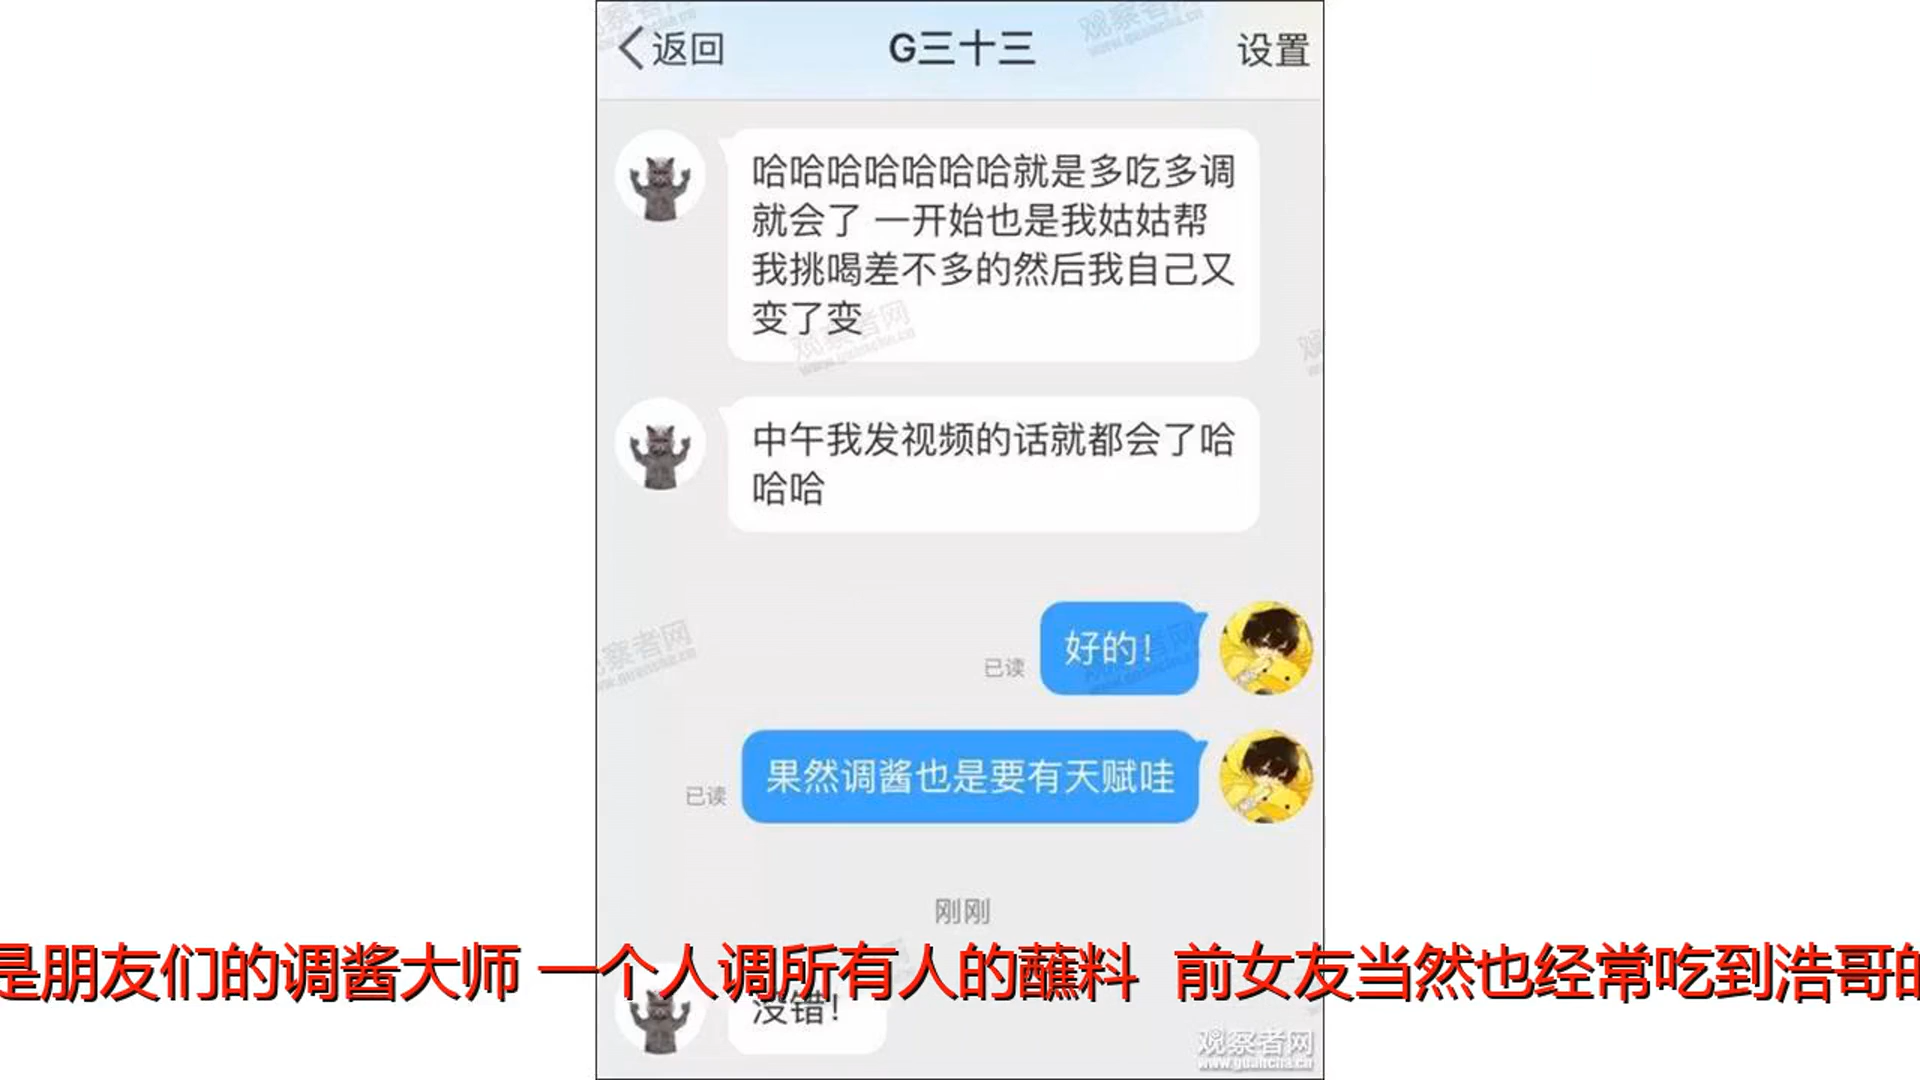 返回
G三十三
设置
哈哈哈哈哈哈哈就是多吃多调
就会了 一开始也是我姑姑帮
我挑喝差不多的然后我自己又
变了变
中午我发视频的话就都会了哈
哈哈
好的！
已读
果然调酱也是要有天赋哇
已读
刚刚
是朋友们的调酱大师 一个人调所有人的蘸料 前女友当然也经常吃到浩哥的
没错！
观察者网
www.guancha.cn